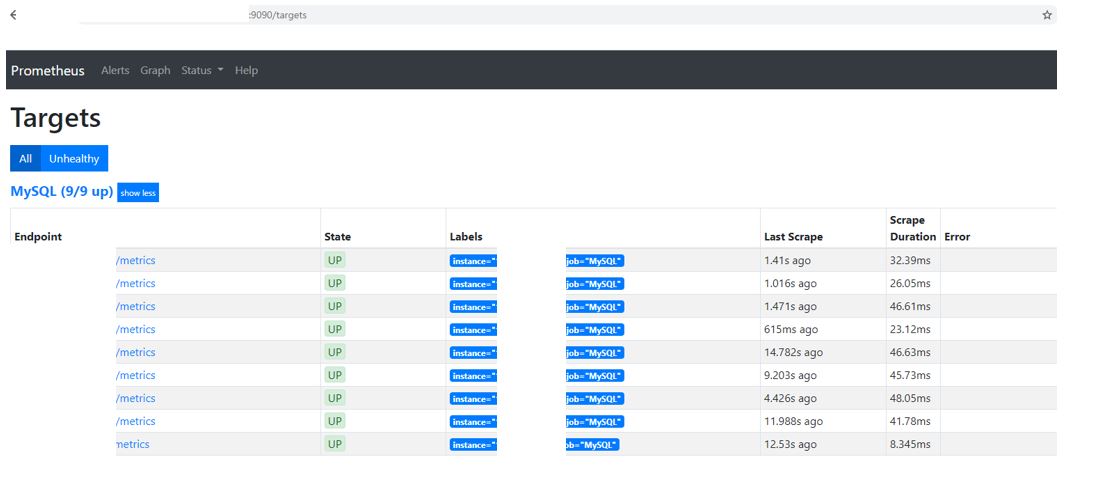 :9090/targets
Prometheus Alerts Graph Status Help
Targets
All Unhealthy
MySQL (9/9 up) show less
Endpoint State Labels Last Scrape Scrape Duration Error
/metrics UP instance=" job="MySQL" 1.41s ago 32.39ms
/metrics UP instance=" job="MySQL" 1.016s ago 26.05ms
/metrics UP instance=" job="MySQL" 1.471s ago 46.61ms
/metrics UP instance=" job="MySQL" 615ms ago 23.12ms
/metrics UP instance=" job="MySQL" 14.782s ago 46.63ms
/metrics UP instance=" job="MySQL" 9.203s ago 45.73ms
/metrics UP instance=" job="MySQL" 4.426s ago 48.05ms
/metrics UP instance=" job="MySQL" 11.988s ago 41.78ms
metrics UP instance=" ob="MySQL" 12.53s ago 8.345ms